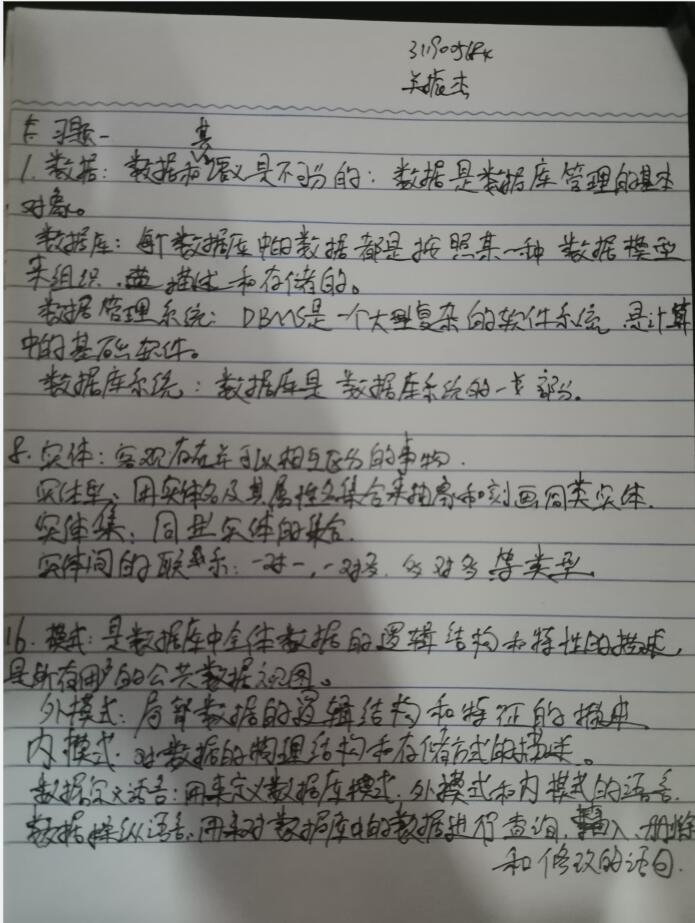 关振杰
习题一
1. 数据：数据和其语义是不可分的：数据是数据库管理的基本
对象。
数据库：每个数据库中的数据都是按照某一种数据模型
来组织 描述和存储的。
数据管理系统：DBMS是一个大型复杂的软件系统 是计算
中的基础软件。
数据库系统：数据库是数据库系统的一 部分。
8. 实体：客观存在并可以相互区分的事物.
实体型：用实体名及其属性名集合来抽象和刻画同类实体.
实体集：同型实体的集合.
实体间的联系：一对一，一对多，多对多等类型.
16. 模式：是数据库中全体数据的逻辑结构和特性的描述，
是所有用户的公共数据视图。
外模式：局部数据的逻辑结构和特征的描述
内模式：对数据的物理结构和存储方式的描述。
数据定义语言：用来定义数据库模式.外模式和内模式的语言.
数据操纵语言：用来对数据库中的数据进行查询, 入.删除
和修改的语句.